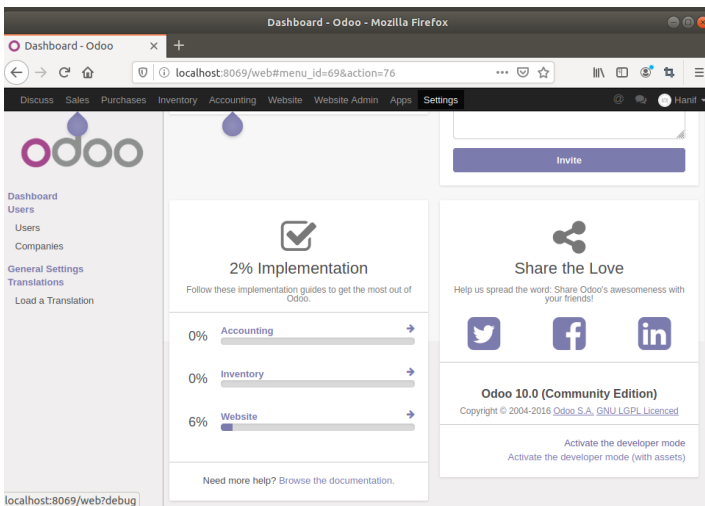 Dashboard - Odoo - Mozilla Firefox
Dashboard - Odoo
localhost:8069/web#menu_id=69&action=76
Discuss Sales Purchases Inventory Accounting Website Website Admin Apps Settings @ Hanif
odoo
Dashboard
Users
Users
Companies
General Settings
Translations
Load a Translation
Invite
2% Implementation
Follow these implementation guides to get the most out of
Odoo.
0% Accounting
0% Inventory
6% Website
Need more help? Browse the documentation.
Share the Love
Help us spread the word: Share Odoo's awesomeness with
your friends!
Odoo 10.0 (Community Edition)
Copyright © 2004-2016 Odoo S.A. GNU LGPL Licenced
Activate the developer mode
Activate the developer mode (with assets)
localhost:8069/web?debug